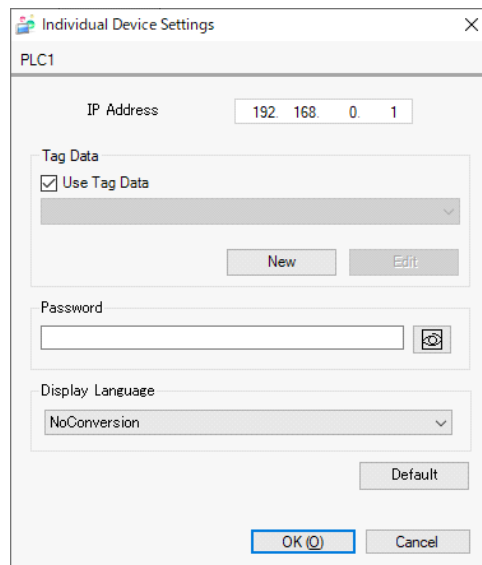 Individual Device Settings
PLC1
IP Address 192. 168. 0. 1
Tag Data
Use Tag Data
New Edit
Password
Display Language
NoConversion
Default
OK (O) Cancel